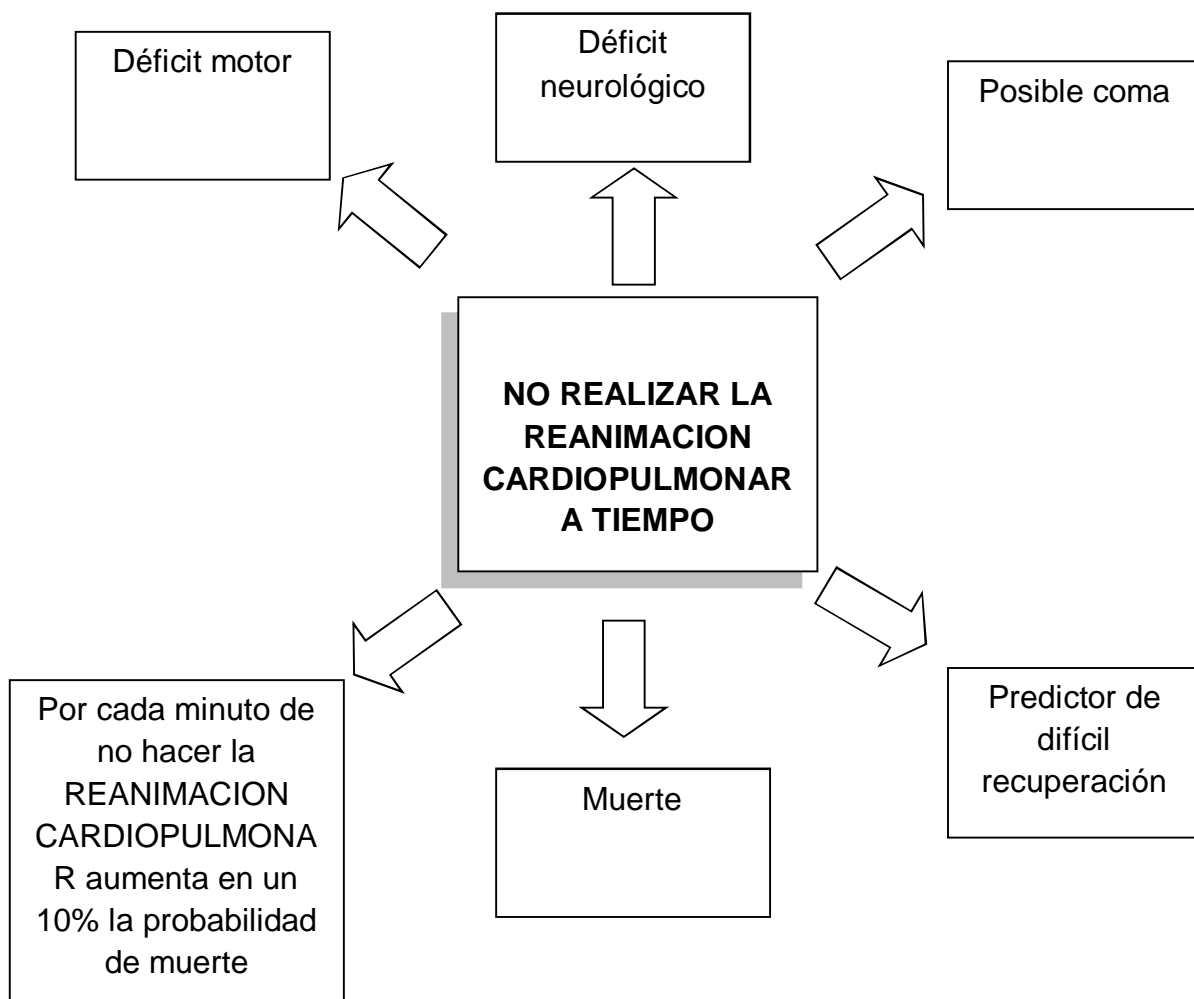 Déficit motor
Déficit
neurológico
Posible coma
NO REALIZAR LA
REANIMACION
CARDIOPULMONAR
A TIEMPO
Por cada minuto de
no hacer la
REANIMACION
CARDIOPULMONA
R aumenta en un
10% la probabilidad
de muerte
Muerte
Predictor de
difícil
recuperación